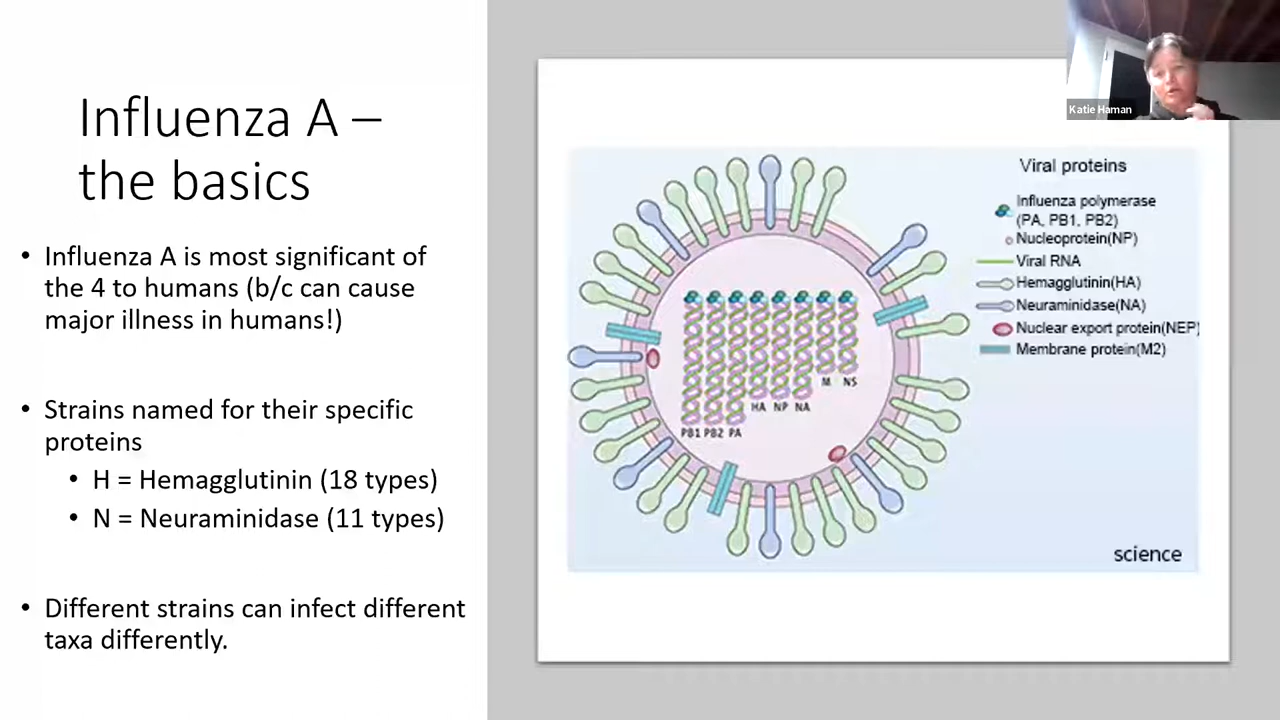 Influenza A –
the basics
• Influenza A is most significant of
the 4 to humans (b/c can cause
major illness in humans!)
• Strains named for their specific
proteins
• H = Hemagglutinin (18 types)
• N = Neuraminidase (11 types)
• Different strains can infect different
taxa differently.
Katie Haman
Viral proteins
Influenza polymerase
(PA, PB1, PB2)
Nucleoprotein(NP)
Viral RNA
Hemagglutinin(HA)
Neuraminidase(NA)
Nuclear export protein(NEP)
Membrane protein(M2)
M NS
HA NP NA
PB1 PB2 PA
science